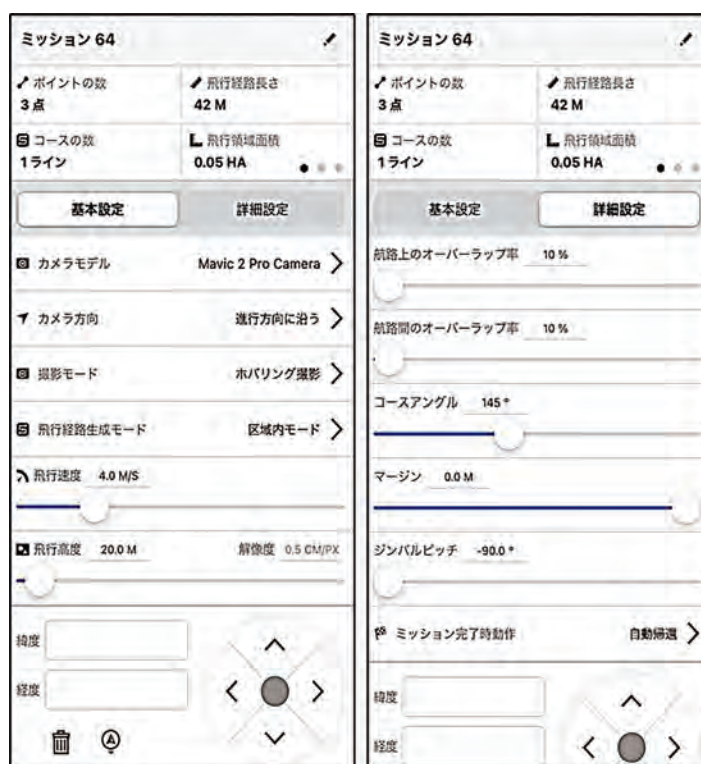 ミッション 64
ポイントの数
3 点
飛行経路長さ
42 M
コースの数
1 ライン
飛行領域面積
0.05 HA
基本設定
詳細設定
カメラモデル
Mavic 2 Pro Camera
カメラ方向
進行方向に沿う
撮影モード
ホバリング撮影
飛行経路生成モード
区域内モード
飛行速度 4.0 M/S
飛行高度 20.0 M
解像度 0.5 CM/PX
緯度
経度
ミッション 64
ポイントの数
3 点
飛行経路長さ
42 M
コースの数
1 ライン
飛行領域面積
0.05 HA
基本設定
詳細設定
航路上のオーバーラップ率 10 %
航路間のオーバーラップ率 10 %
コースアングル 145 °
マージン 0.0 M
ジンバルピッチ -90.0 °
ミッション完了時動作
自動帰還
緯度
経度